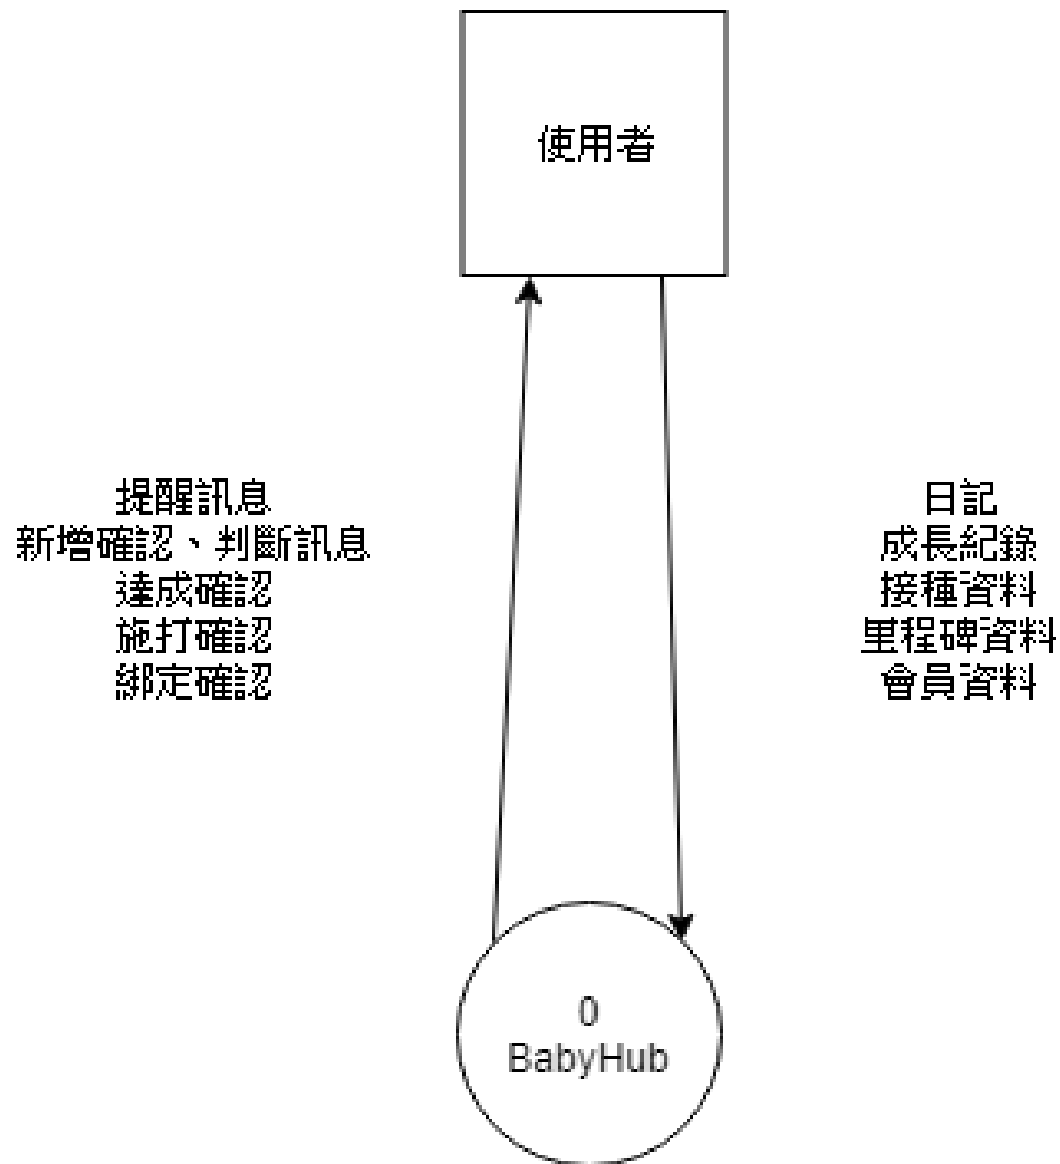 使用者
提醒訊息
新增確認、判斷訊息
達成確認
施打確認
綁定確認
日記
成長紀錄
接種資料
里程碑資料
會員資料
0
BabyHub